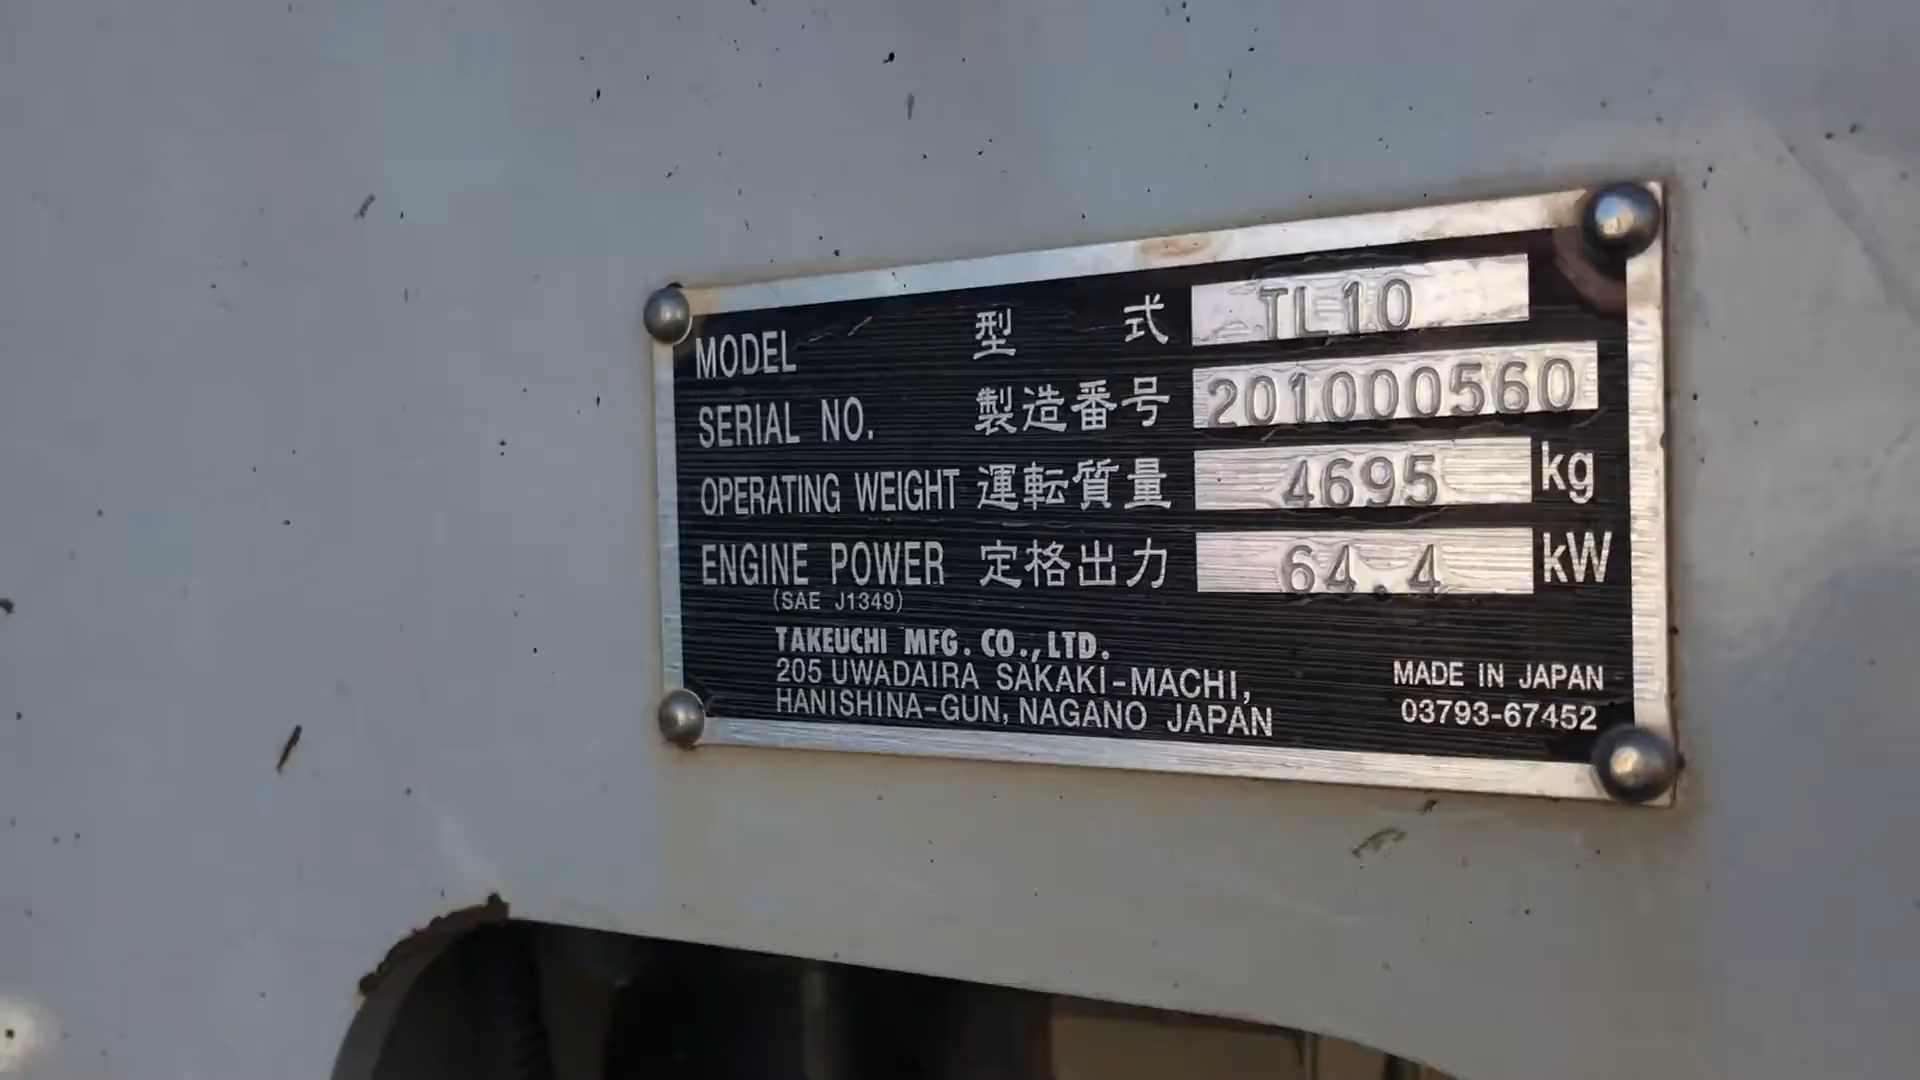 MODEL 型 式 TL10
SERIAL NO. 製造番号 201000560
OPERATING WEIGHT 運転質量 4695 kg
ENGINE POWER 定格出力 64.4 kW
(SAE J1349)
TAKEUCHI MFG. CO., LTD.
205 UWADAIRA SAKAKI-MACHI,
HANISHINA-GUN, NAGANO JAPAN
MADE IN JAPAN
03793-67452